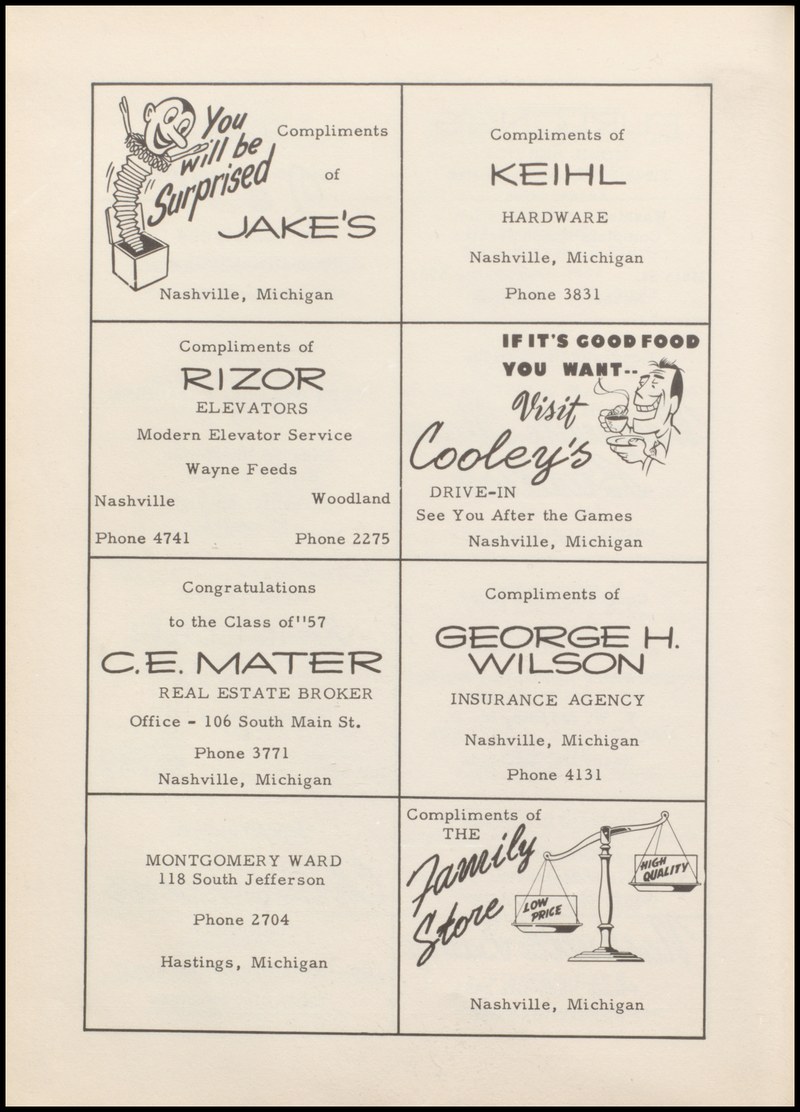 You
will be
Surprised
Compliments
of
JAKE'S
Nashville, Michigan
Compliments of
KEIHL
HARDWARE
Nashville, Michigan
Phone 3831
Compliments of
RIZOR
ELEVATORS
Modern Elevator Service
Wayne Feeds
Nashville Woodland
Phone 4741 Phone 2275
IF IT'S GOOD FOOD
YOU WANT--
Visit
Cooley's
DRIVE-IN
See You After the Games
Nashville, Michigan
Congratulations
to the Class of"57
C.E. MATER
REAL ESTATE BROKER
Office - 106 South Main St.
Phone 3771
Nashville, Michigan
Compliments of
GEORGE H.
WILSON
INSURANCE AGENCY
Nashville, Michigan
Phone 4131
MONTGOMERY WARD
118 South Jefferson
Phone 2704
Hastings, Michigan
Compliments of
THE
Family
Store
LOW
PRICE
HIGH
QUALITY
Nashville, Michigan